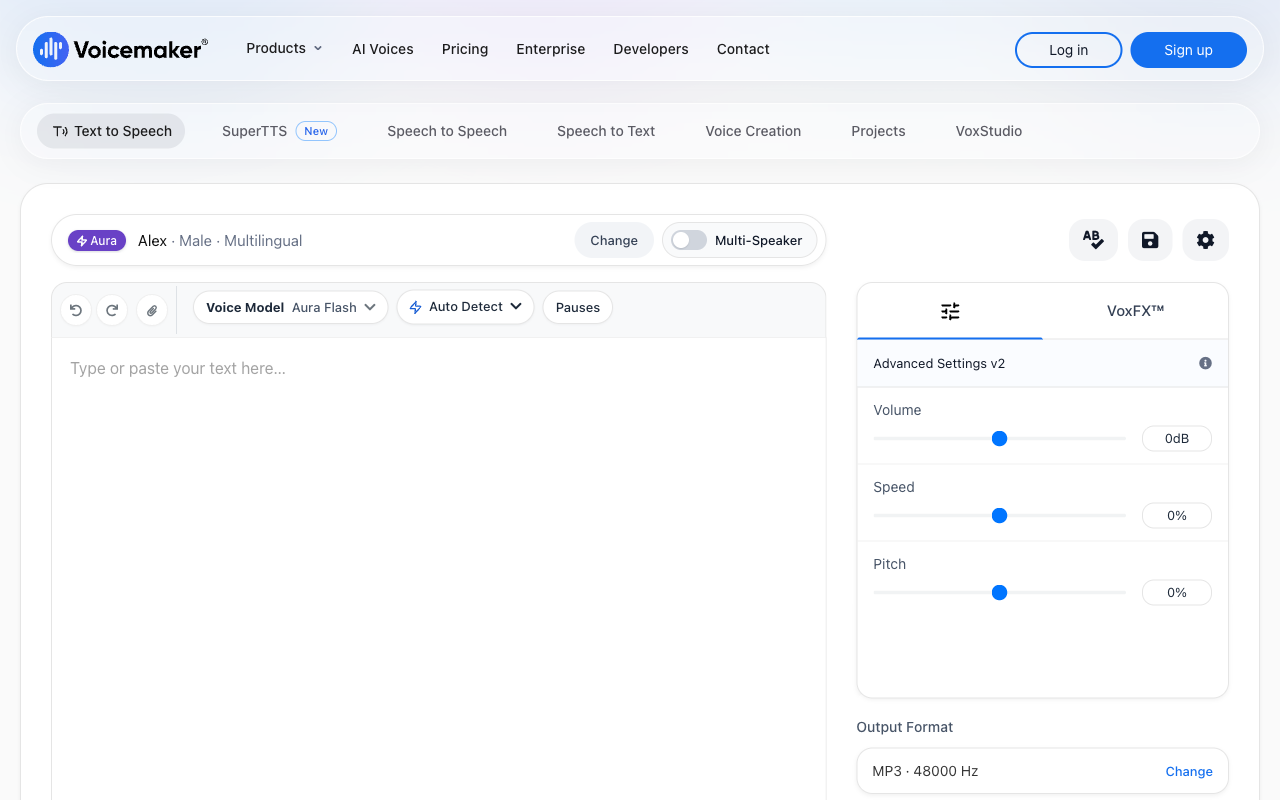 Voicemaker®
Products
AI Voices
Pricing
Enterprise
Developers
Contact
Log in
Sign up
Text to Speech
SuperTTS New
Speech to Speech
Speech to Text
Voice Creation
Projects
VoxStudio
Aura Alex · Male · Multilingual
Change
Multi-Speaker
AB
Voice Model Aura Flash
Auto Detect
Pauses
Type or paste your text here...
VoxFX™
Advanced Settings v2
Volume
0dB
Speed
0%
Pitch
0%
Output Format
MP3 · 48000 Hz
Change